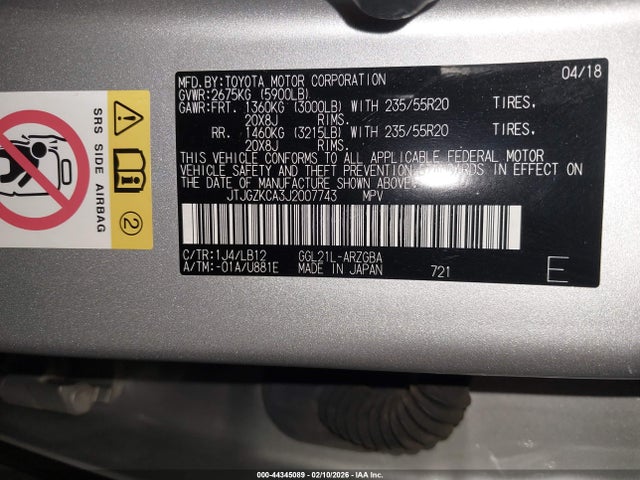 MFD.BY:TOYOTA MOTOR CORPORATION 04/18
GVWR:2675KG (5900LB)
GAWR:FRT. 1360KG (3000LB) WITH 235/55R20 TIRES.
20X8J RIMS.
RR. 1460KG (3215LB) WITH 235/55R20 TIRES.
20X8J RIMS.
THIS VEHICLE CONFORMS TO ALL APPLICABLE FEDERAL MOTOR
VEHICLE SAFETY AND THEFT PREVENTION STANDARDS IN EFFECT ON
THE DATE OF MANUFACTURE SHOWN ABOVE.
JTJGZKCA3J2007743 MPV
C/TR:1J4/LB12 GGL21L-ARZGBA
A/TM:-01A/U881E MADE IN JAPAN 721 E
SRS SIDE AIRBAG
2
000-44345089 - 02/10/2026 - IAA Inc.